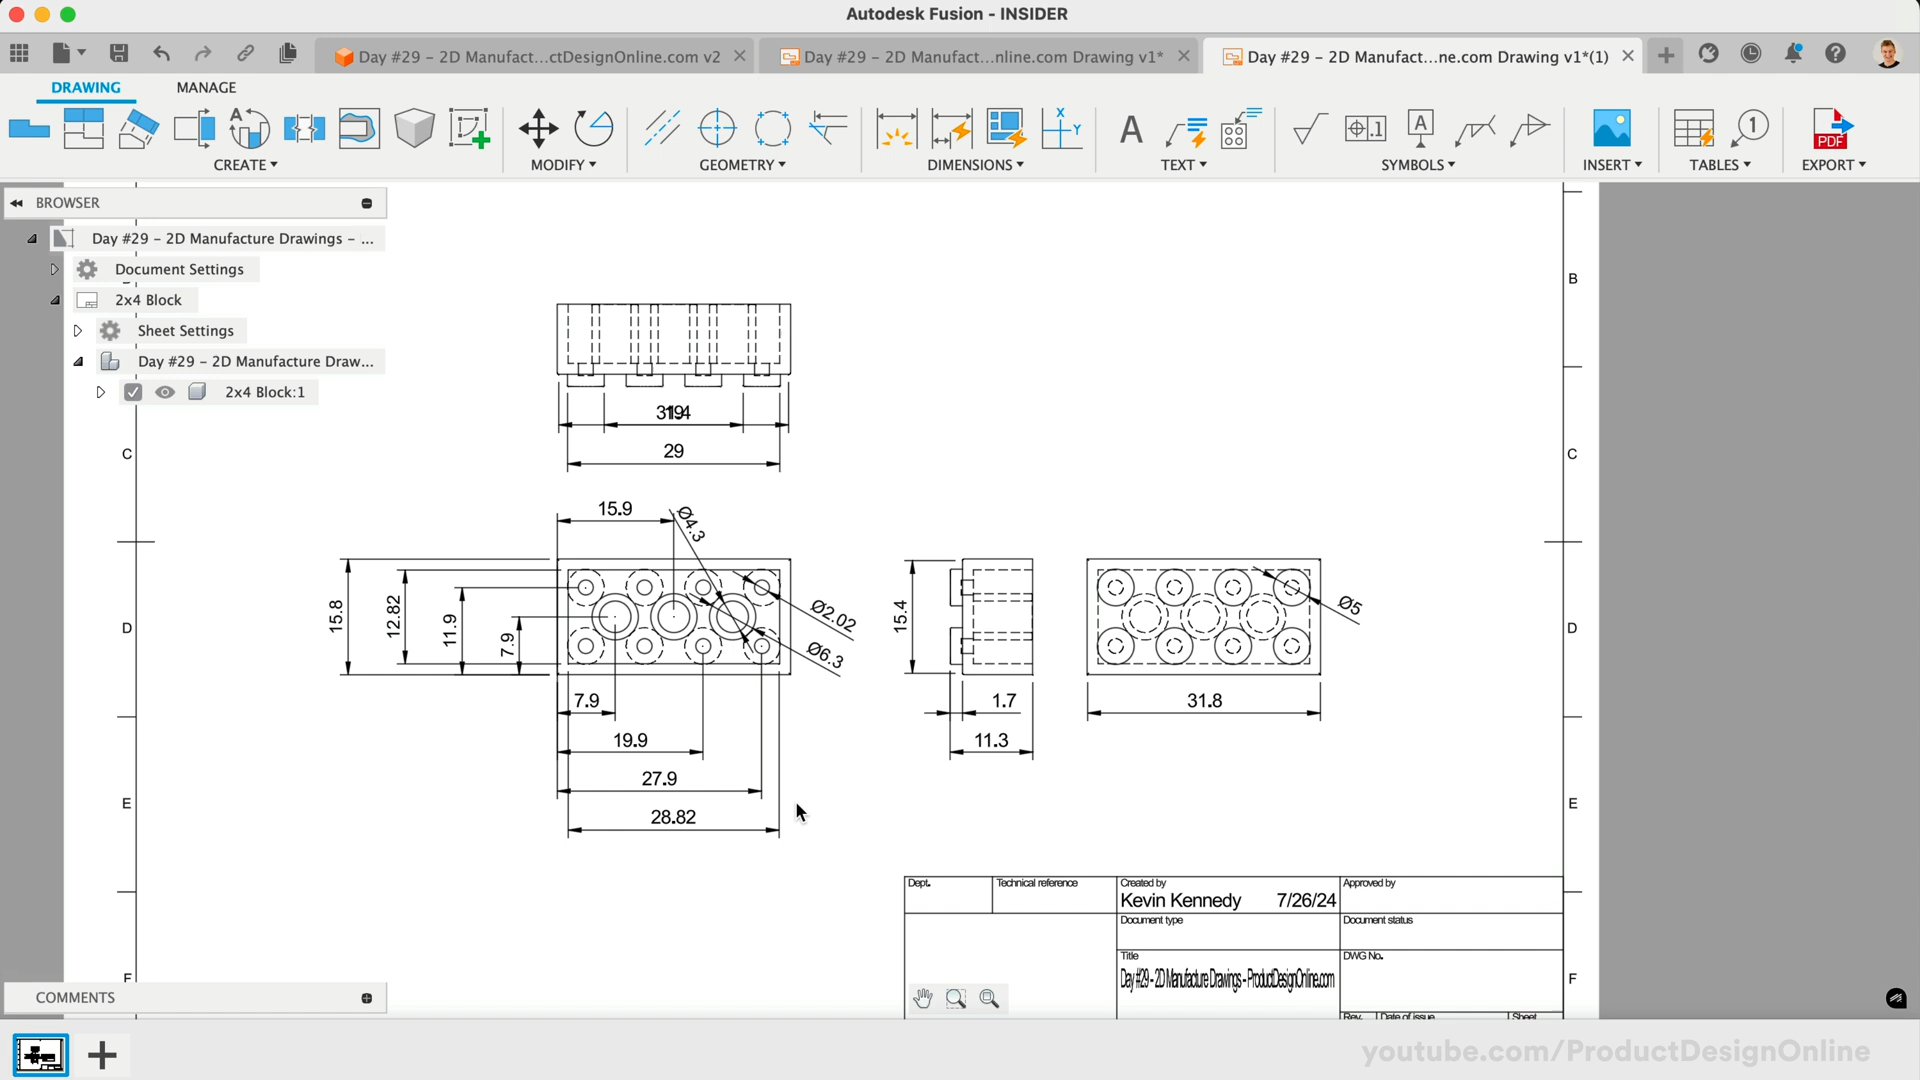 Autodesk Fusion - INSIDER
Day #29 – 2D Manufact...ctDesignOnline.com v2
Day #29 – 2D Manufact...nline.com Drawing v1*
Day #29 – 2D Manufact...ne.com Drawing v1*(1)
DRAWING
MANAGE
CREATE
MODIFY
GEOMETRY
DIMENSIONS
TEXT
SYMBOLS
INSERT
TABLES
EXPORT
BROWSER
Day #29 – 2D Manufacture Drawings – ...
Document Settings
2x4 Block
Sheet Settings
Day #29 – 2D Manufacture Draw...
2x4 Block:1
B
B
C
C
D
D
E
E
F
F
29
15.9
Ø4.3
15.8
12.82
11.9
7.9
Ø2.02
Ø6.3
15.4
Ø5
7.9
1.7
31.8
19.9
11.3
27.9
28.82
Dept.
Technical reference
Created by
Approved by
Kevin Kennedy
7/26/24
Document type
Document status
Title
DWG No.
Day #29 - 2D Manufacture Drawings - ProductDesignOnline.com
Rev.
Date of issue
Sheet
COMMENTS
youtube.com/ProductDesignOnline